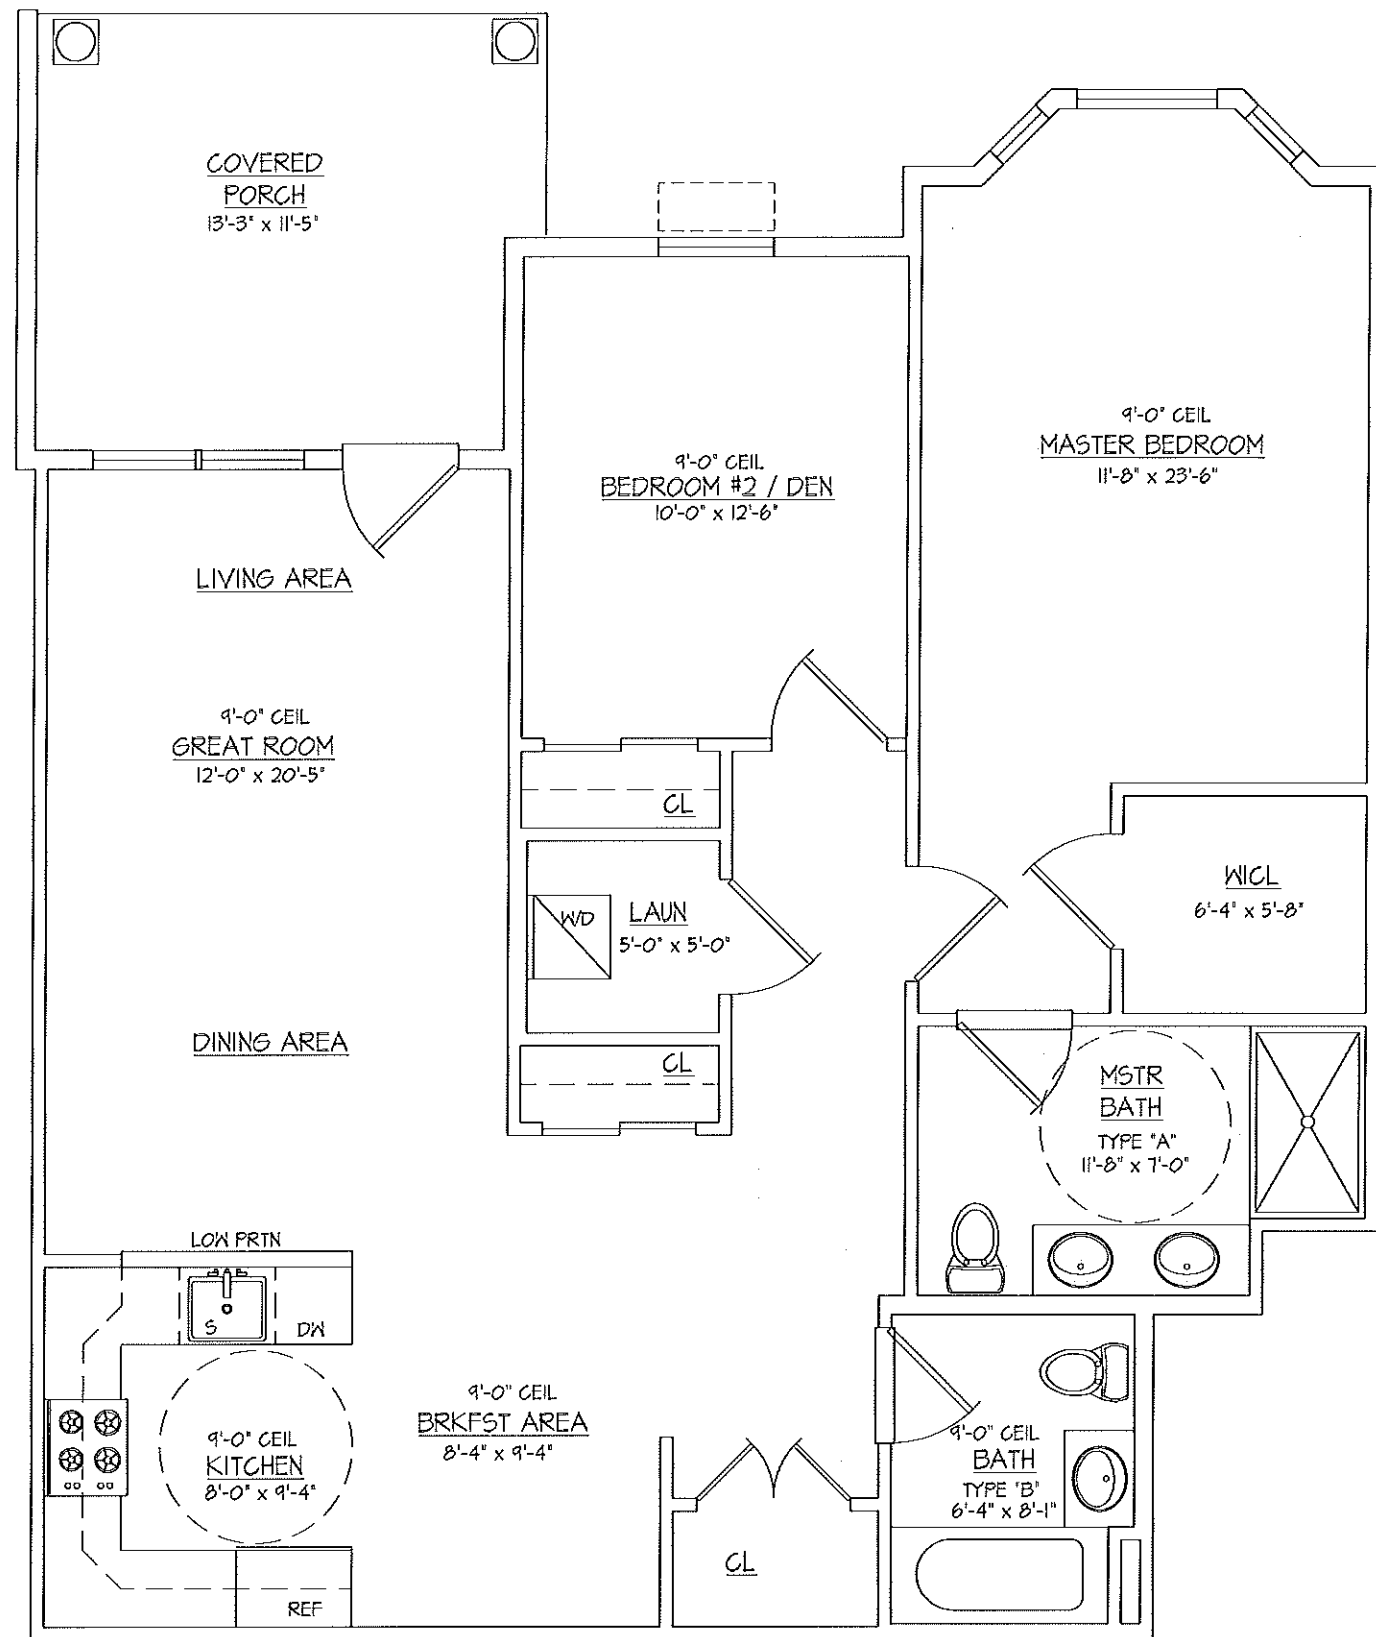 COVERED
PORCH
13'-3" x 11'-5"
9'-0" CEIL
MASTER BEDROOM
11'-8" x 23'-6"
9'-0" CEIL
BEDROOM #2 / DEN
10'-0" x 12'-6"
LIVING AREA
9'-0" CEIL
GREAT ROOM
12'-0" x 20'-5"
CL
WICL
6'-4" x 5'-8"
WD
LAUN
5'-0" x 5'-0"
DINING AREA
CL
MSTR
BATH
TYPE "A"
11'-8" x 7'-0"
LOW PRTN
S
DW
9'-0" CEIL
BRKFST AREA
8'-4" x 9'-4"
9'-0" CEIL
KITCHEN
8'-0" x 9'-4"
9'-0" CEIL
BATH
TYPE "B"
6'-4" x 8'-1"
CL
REF